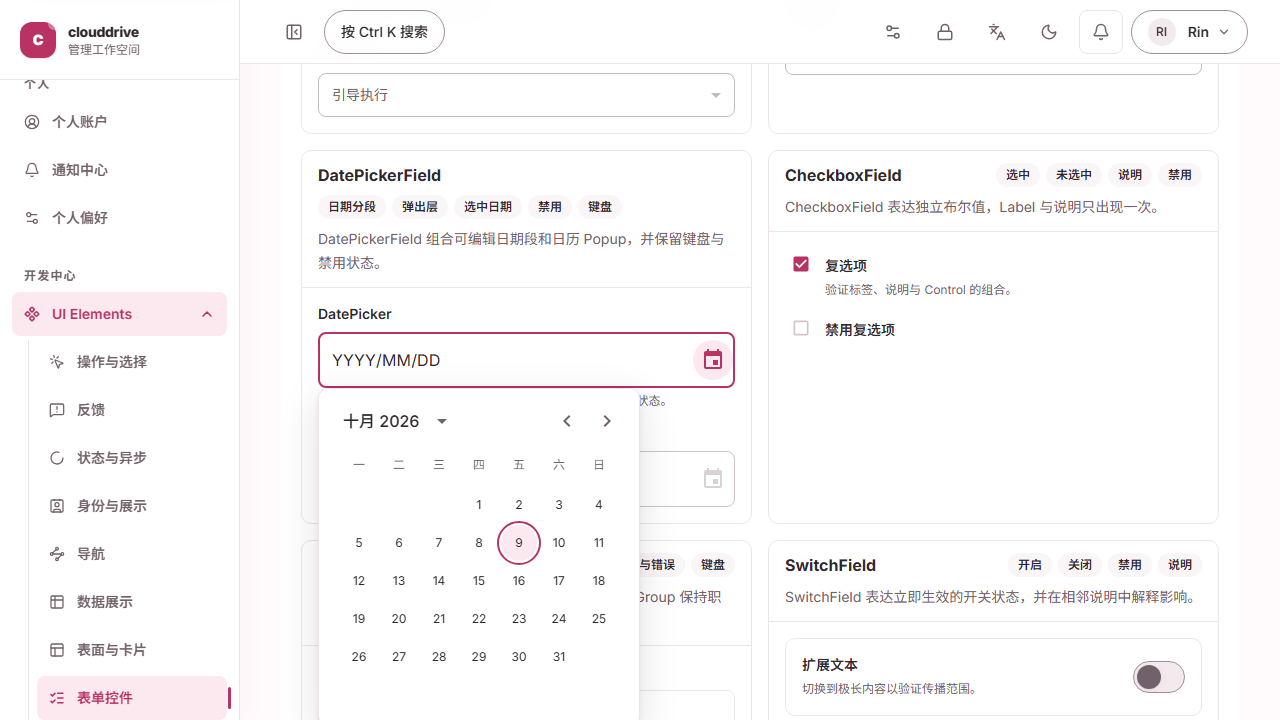 c
clouddrive
管理工作空间
个人
个人账户
通知中心
个人偏好
开发中心
UI Elements
操作与选择
反馈
状态与异步
身份与展示
导航
数据展示
表面与卡片
表单控件
按 Ctrl K 搜索
RI
Rin
引导执行
DatePickerField
日期分段 弹出层 选中日期 禁用 键盘
DatePickerField 组合可编辑日期段和日历 Popup，并保留键盘与
禁用状态。
DatePicker
YYYY/MM/DD
状态。
十月 2026
一 二 三 四 五 六 日
1 2 3 4
5 6 7 8 9 10 11
12 13 14 15 16 17 18
19 20 21 22 23 24 25
26 27 28 29 30 31
与错误 键盘
Group 保持职
CheckboxField
选中 未选中 说明 禁用
CheckboxField 表达独立布尔值，Label 与说明只出现一次。
复选项
验证标签、说明与 Control 的组合。
禁用复选项
SwitchField
开启 关闭 禁用 说明
SwitchField 表达立即生效的开关状态，并在相邻说明中解释影响。
扩展文本
切换到极长内容以验证传播范围。